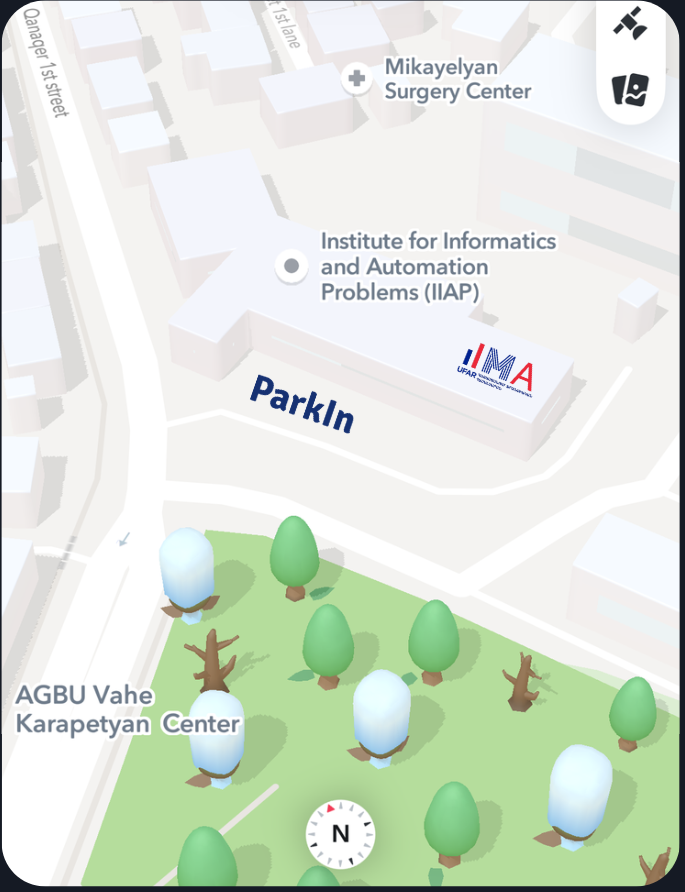 Qanaqer 1st street
t 1st lane
Mikayelyan
Surgery Center
Institute for Informatics
and Automation
Problems (IIAP)
IMA
UFAR
ParkIn
AGBU Vahe
Karapetyan Center
N